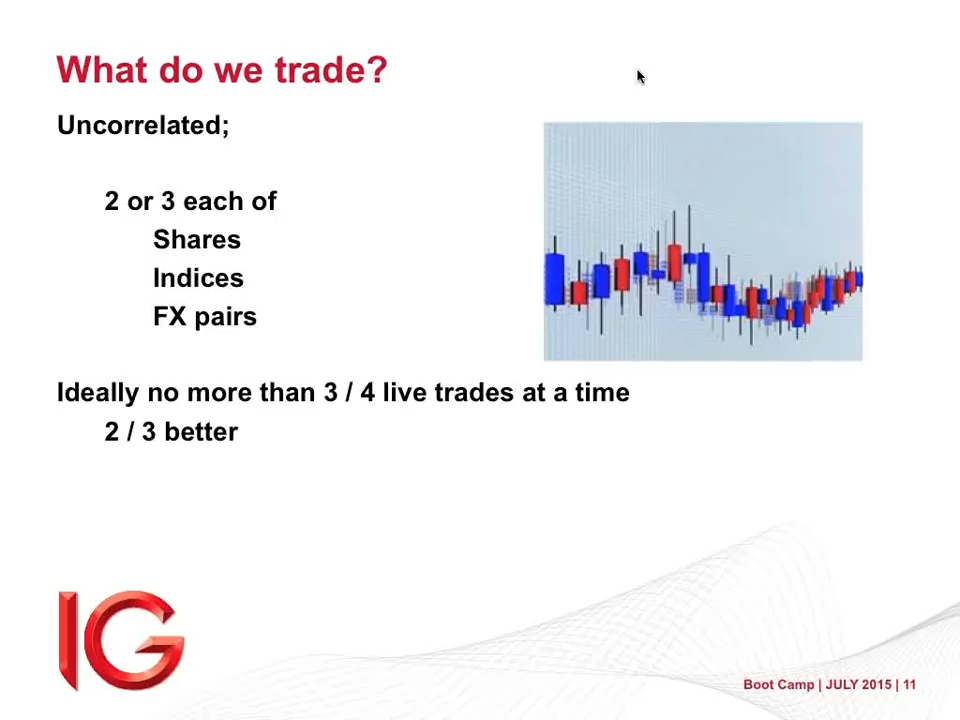 What do we trade?
Uncorrelated;
2 or 3 each of
Shares
Indices
FX pairs
Ideally no more than 3 / 4 live trades at a time
2 / 3 better
IG
Boot Camp | JULY 2015 | 11